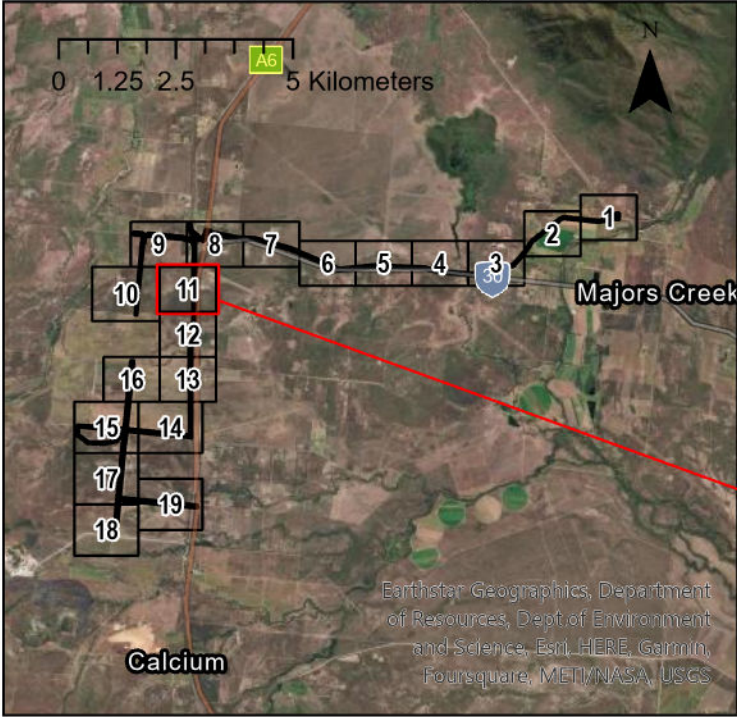 N
A6
0 1.25 2.5 5 Kilometers
1
2
9 8 7
6 5 4 3
30
10 11
Majors Creek
12
16 13
15 14
17
19
18
Earthstar Geographics, Department
of Resources, Dept.of Environment
and Science, Esri, HERE, Garmin,
Foursquare, METI/NASA, USGS
Calcium